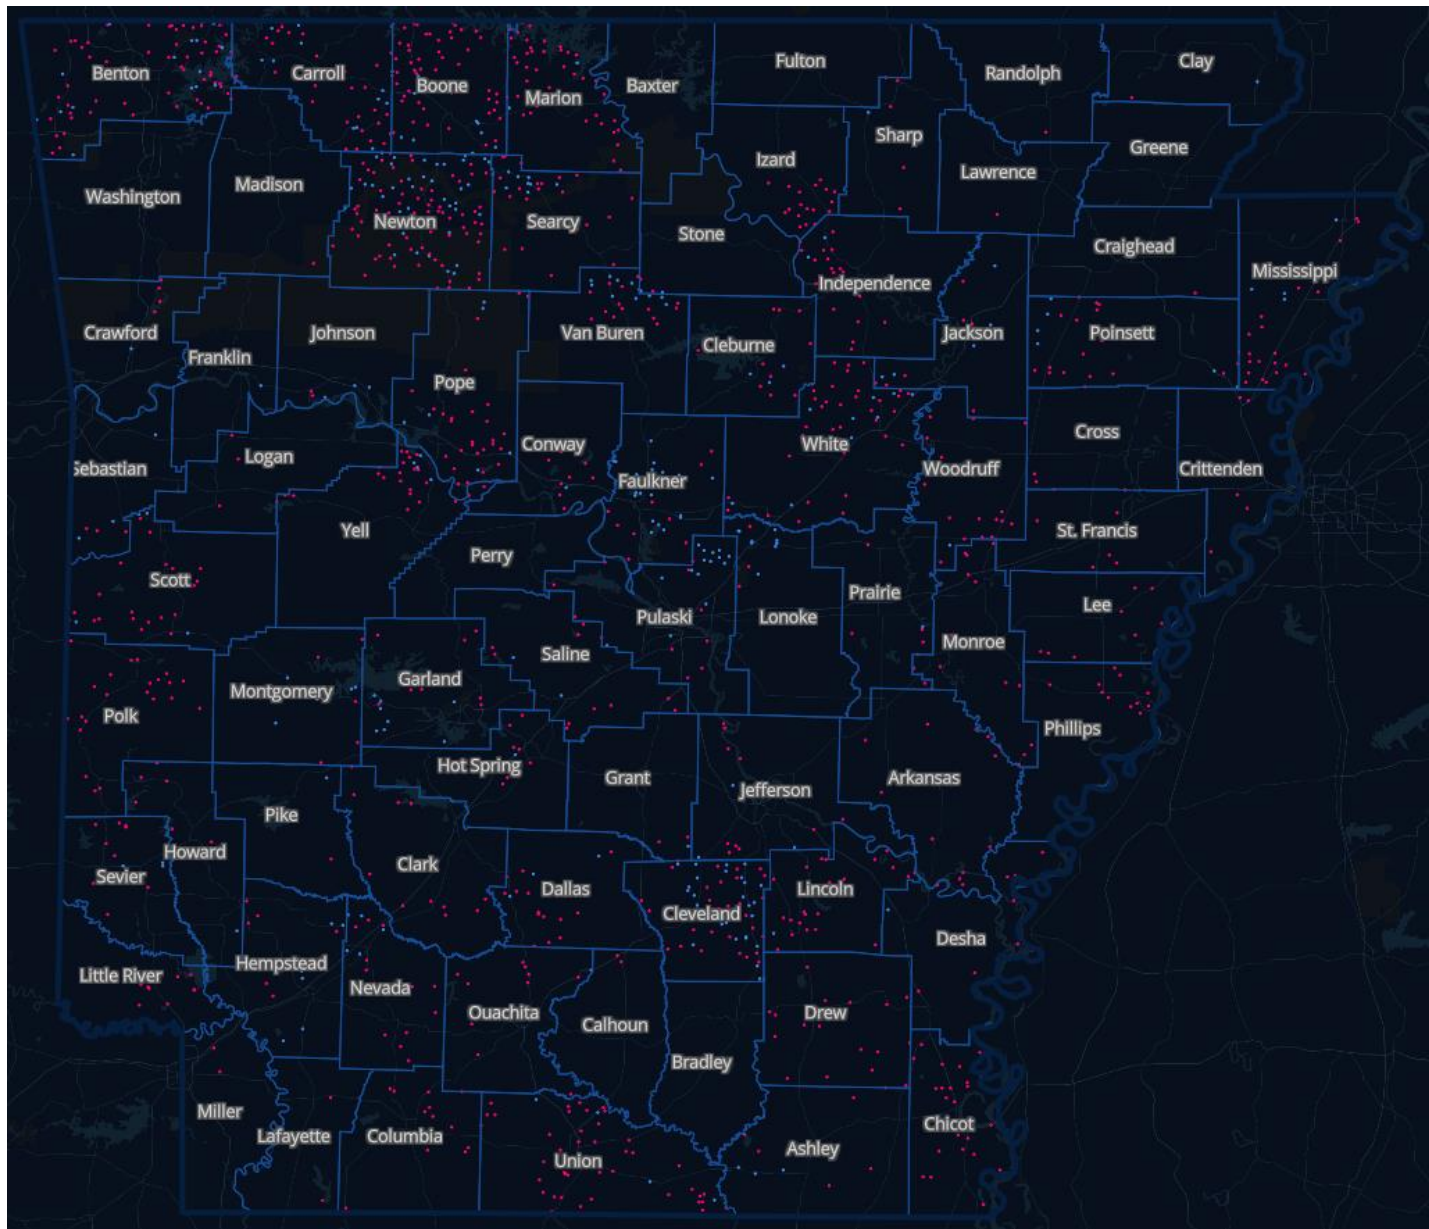 Fulton
Clay
Benton
Carroll
Randolph
Boone
Baxter
Marion
Sharp
Greene
Izard
Lawrence
Madison
Washington
Newton
Searcy
Stone
Craighead
Mississippi
Independence
Crawford
Johnson
Van Buren
Jackson
Poinsett
Cleburne
Franklin
Pope
Cross
Conway
White
Logan
Sebastian
Woodruff
Crittenden
Faulkner
Yell
St. Francis
Perry
Scott
Prairie
Lee
Pulaski
Lonoke
Monroe
Saline
Garland
Montgomery
Polk
Phillips
Hot Spring
Grant
Arkansas
Jefferson
Pike
Howard
Clark
Sevier
Dallas
Lincoln
Cleveland
Desha
Hempstead
Little River
Nevada
Ouachita
Drew
Calhoun
Bradley
Miller
Chicot
Lafayette
Columbia
Ashley
Union